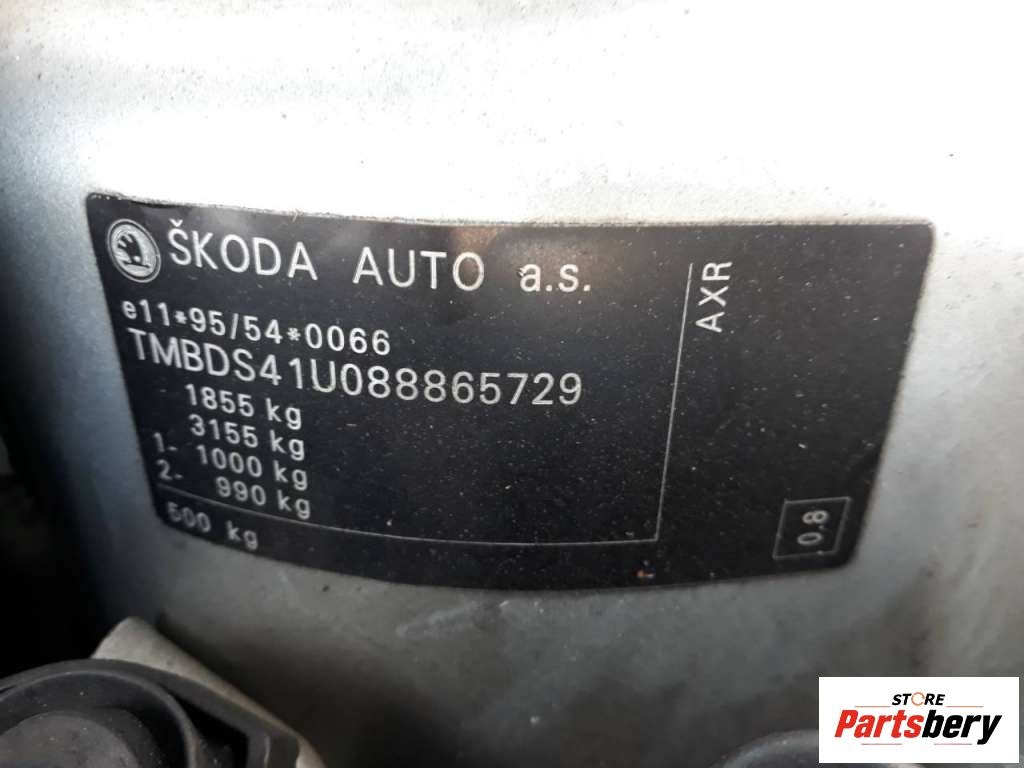 ŠKODA AUTO a.s.
e11*95/54*0066
TMBDS41U088865729
1855 kg
3155 kg
1- 1000 kg
2- 990 kg
500 kg
AXR
0.8
STORE
Partsbery